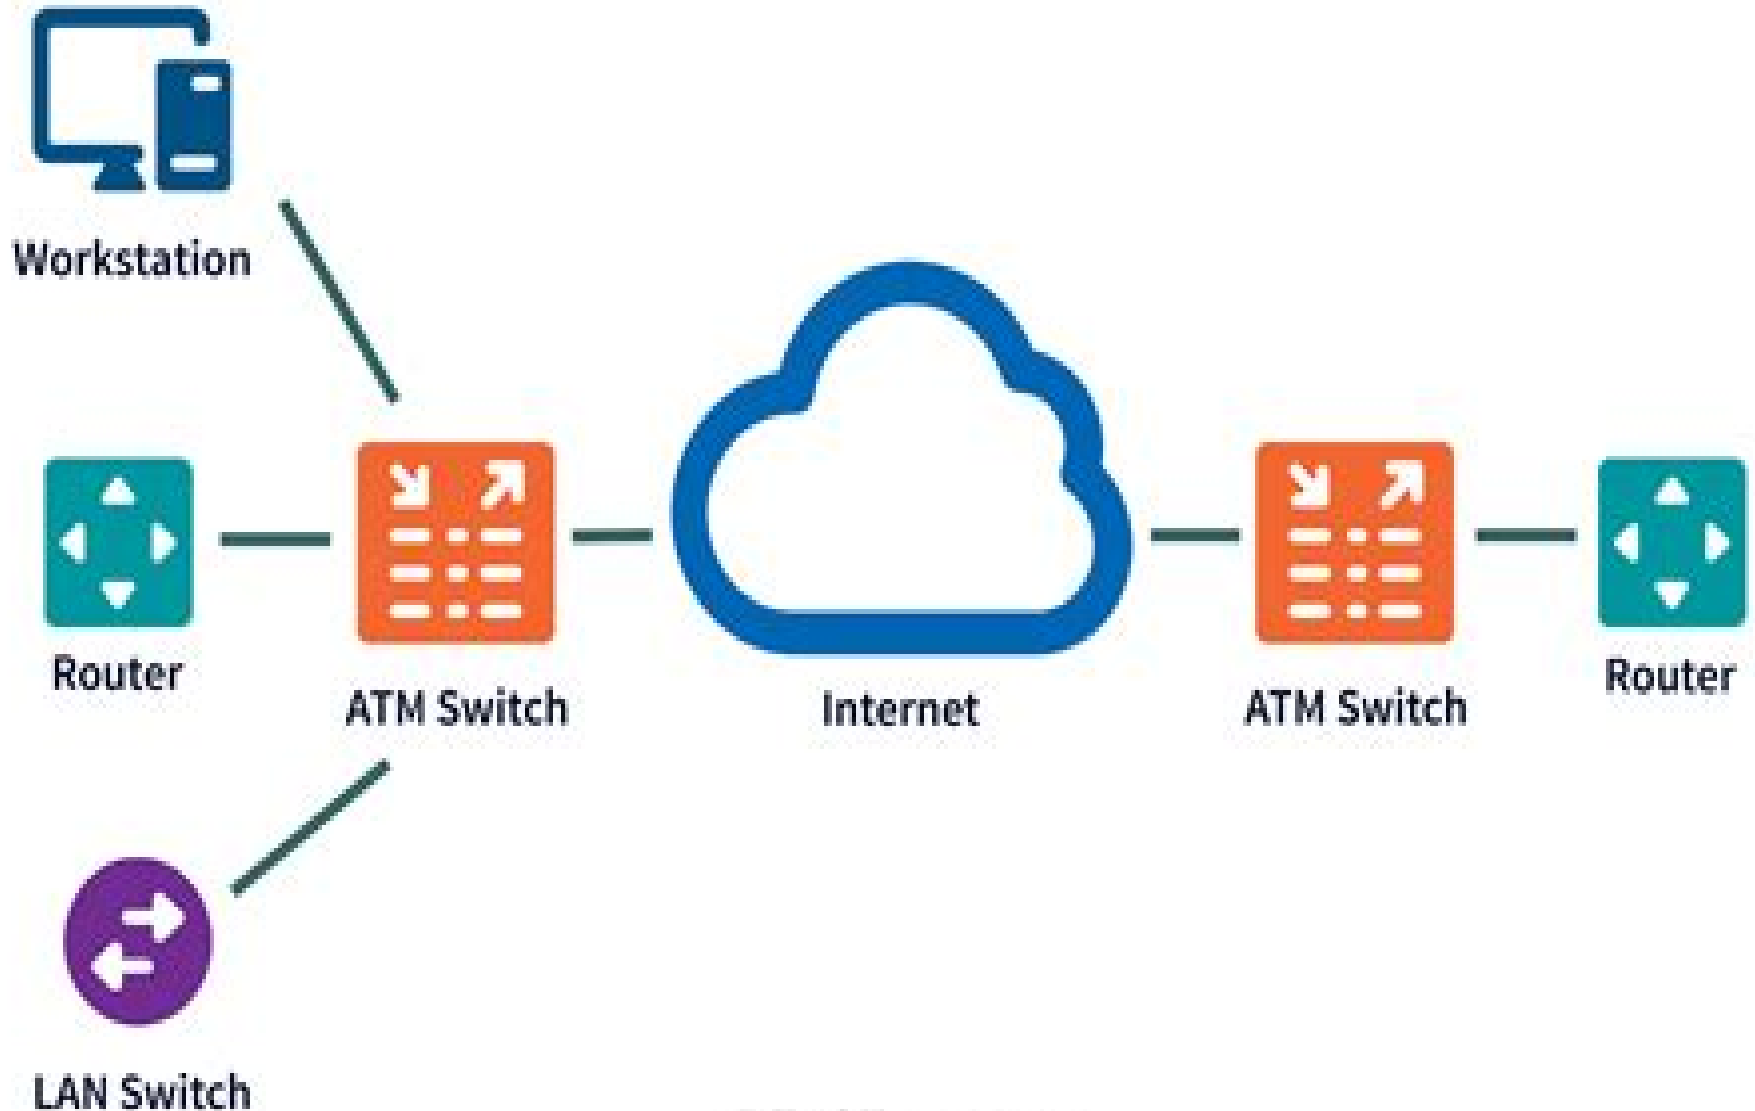 Workstation
Router
ATM Switch
Internet
ATM Switch
Router
LAN Switch